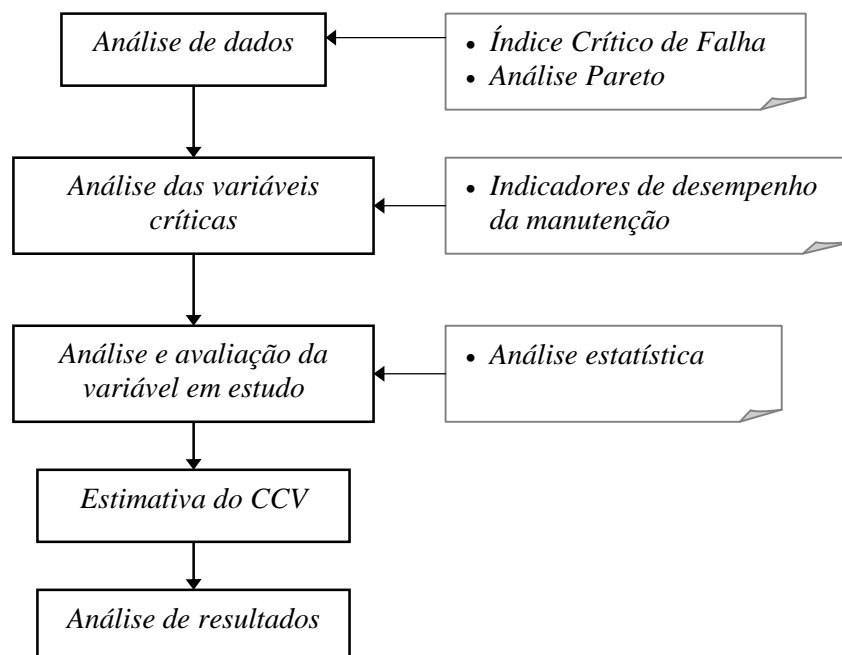 Análise de dados
• Índice Crítico de Falha
• Análise Pareto
Análise das variáveis
críticas
• Indicadores de desempenho
da manutenção
Análise e avaliação da
variável em estudo
• Análise estatística
Estimativa do CCV
Análise de resultados